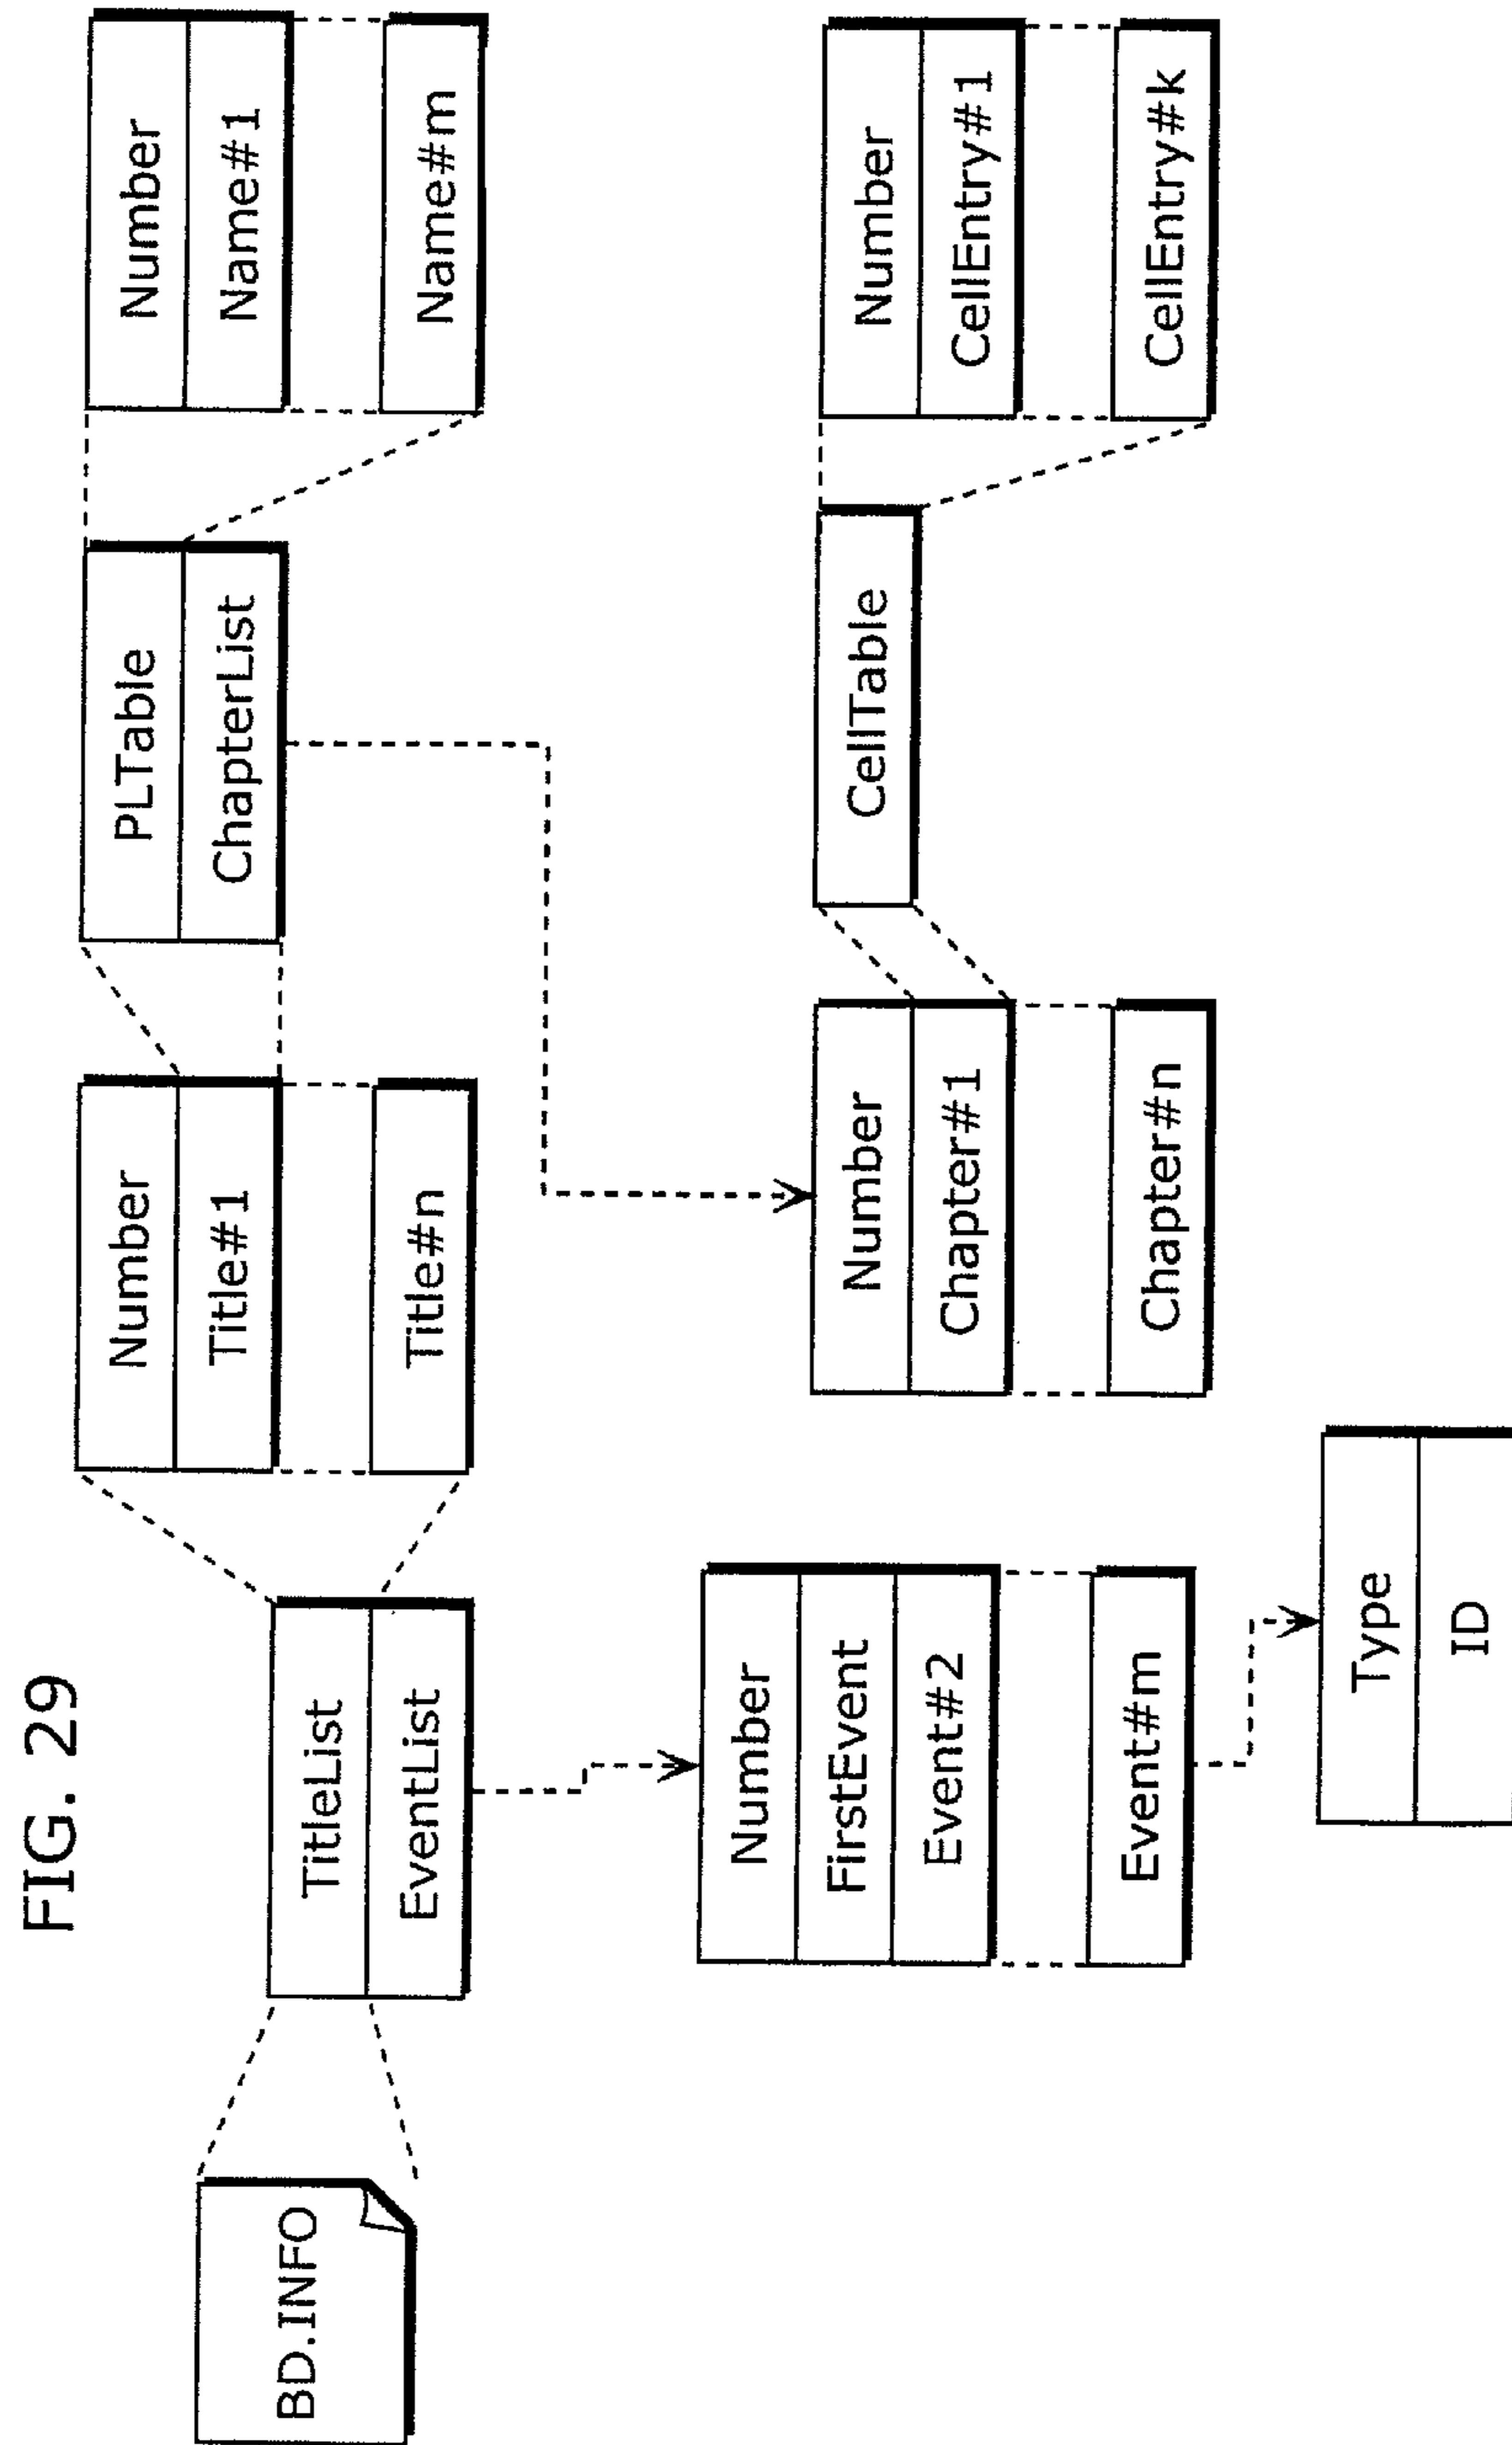 FIG. 29
BD.INFO
TitleList
EventList
Number
Title#1
Title#n
PLTable
ChapterList
Number
Name#1
Name#m
Number
FirstEvent
Event#2
Event#m
Type
ID
Number
Chapter#1
Chapter#n
CellTable
Number
CellEntry#1
CellEntry#k